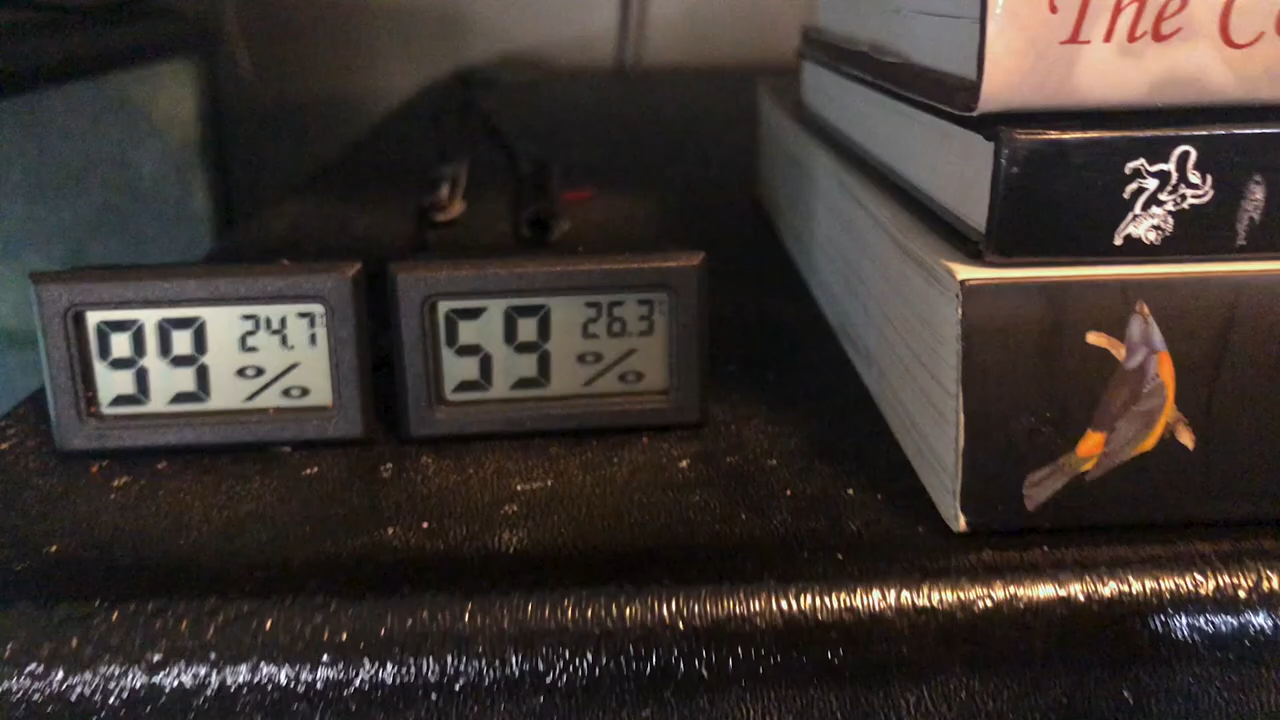 The
99 24.7
%
59 26.3
%